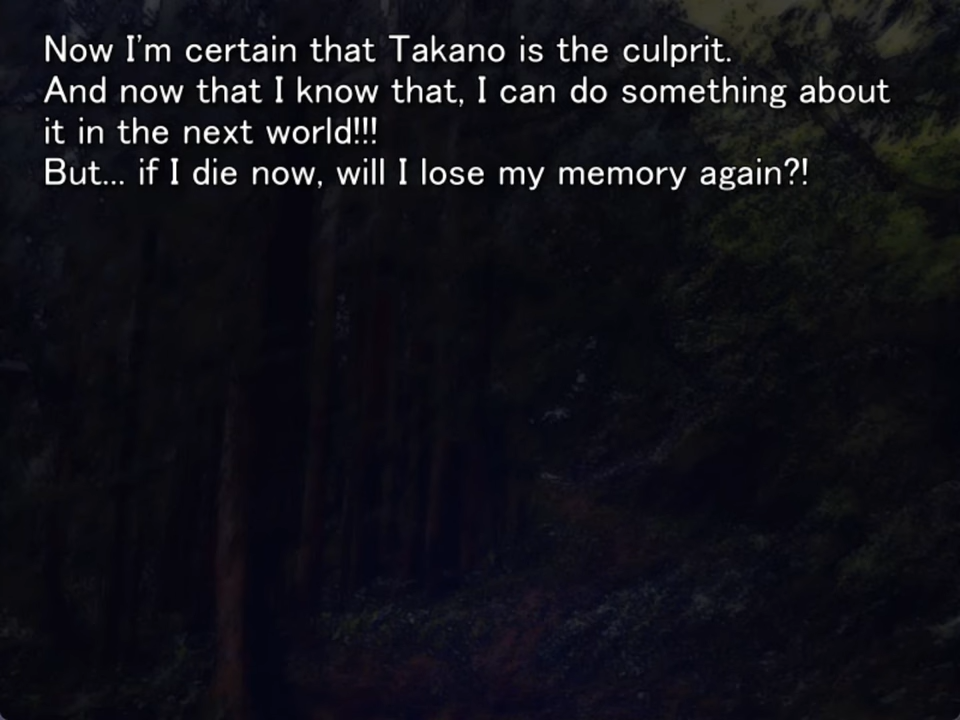 Now I'm certain that Takano is the culprit.
And now that I know that, I can do something about
it in the next world!!!
But... if I die now, will I lose my memory again?!